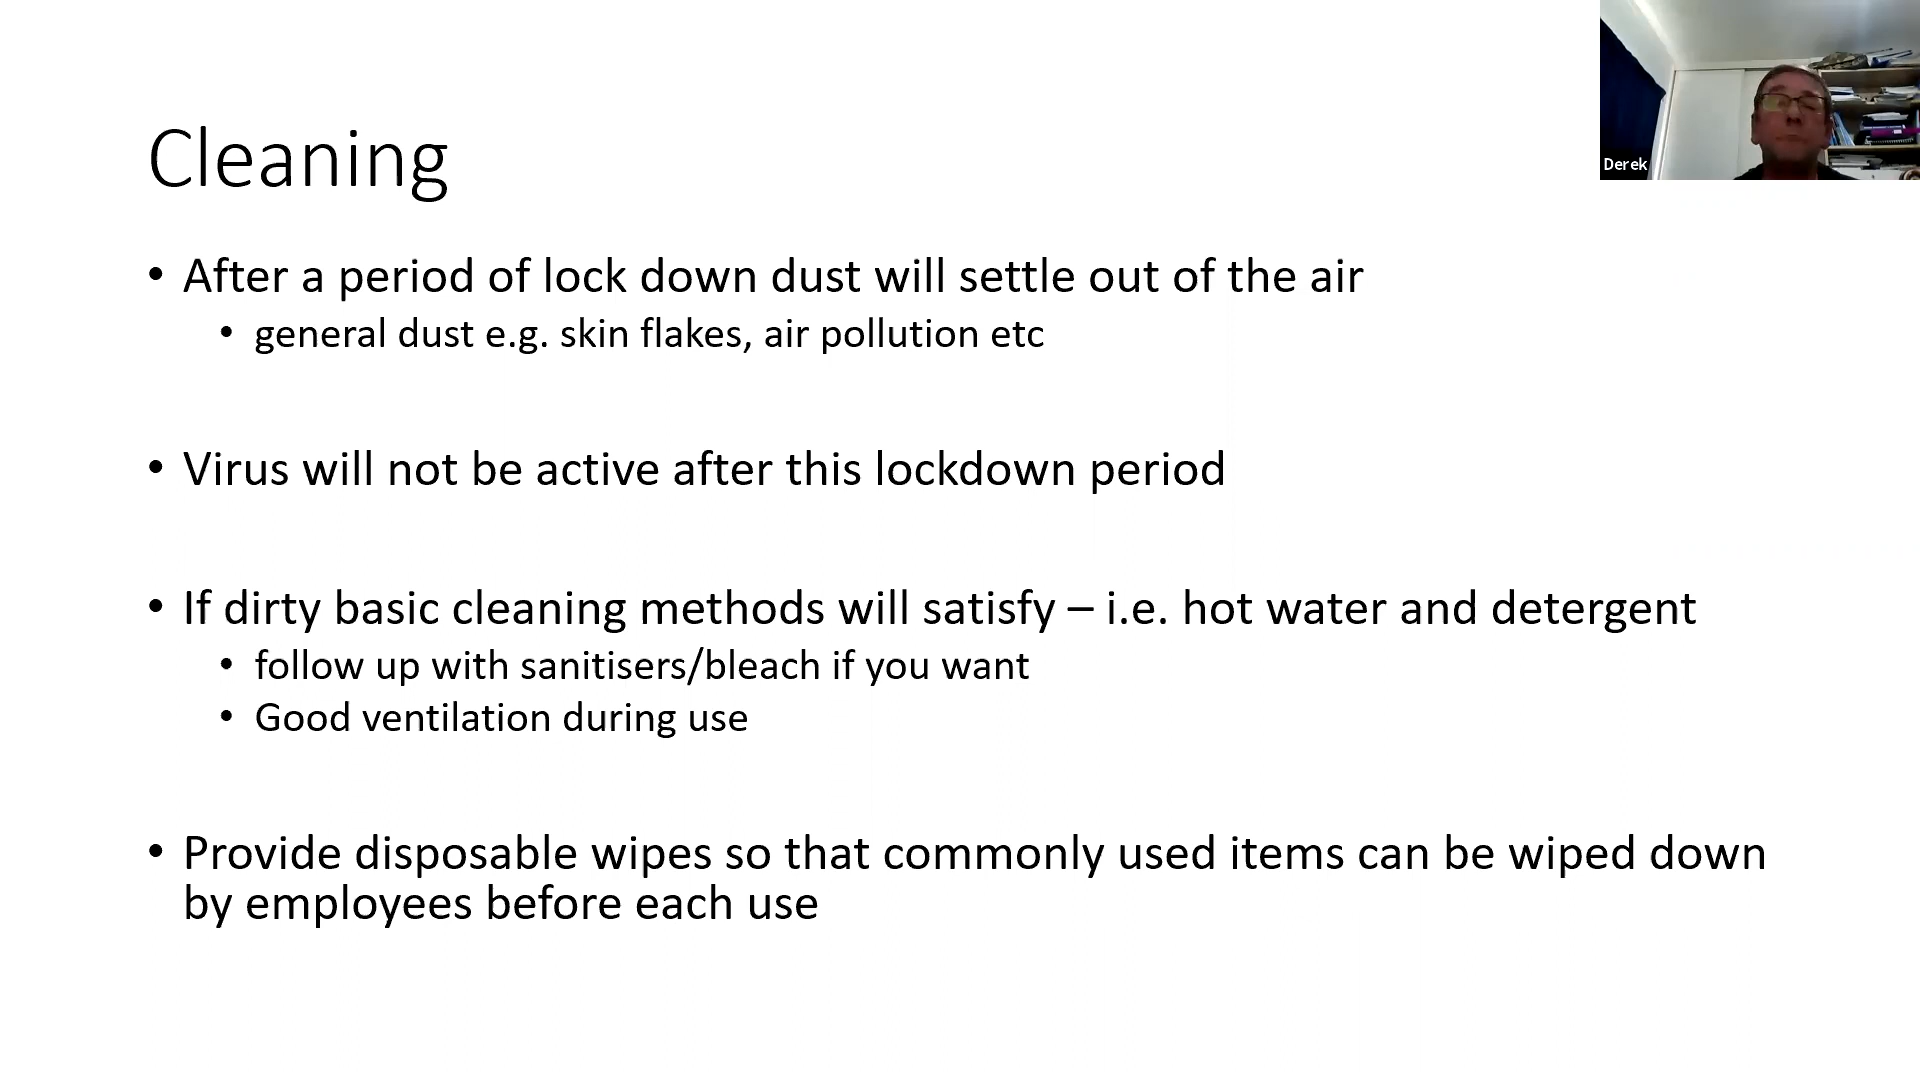 Cleaning
Derek
• After a period of lock down dust will settle out of the air
• general dust e.g. skin flakes, air pollution etc
• Virus will not be active after this lockdown period
• If dirty basic cleaning methods will satisfy – i.e. hot water and detergent
• follow up with sanitisers/bleach if you want
• Good ventilation during use
• Provide disposable wipes so that commonly used items can be wiped down
by employees before each use